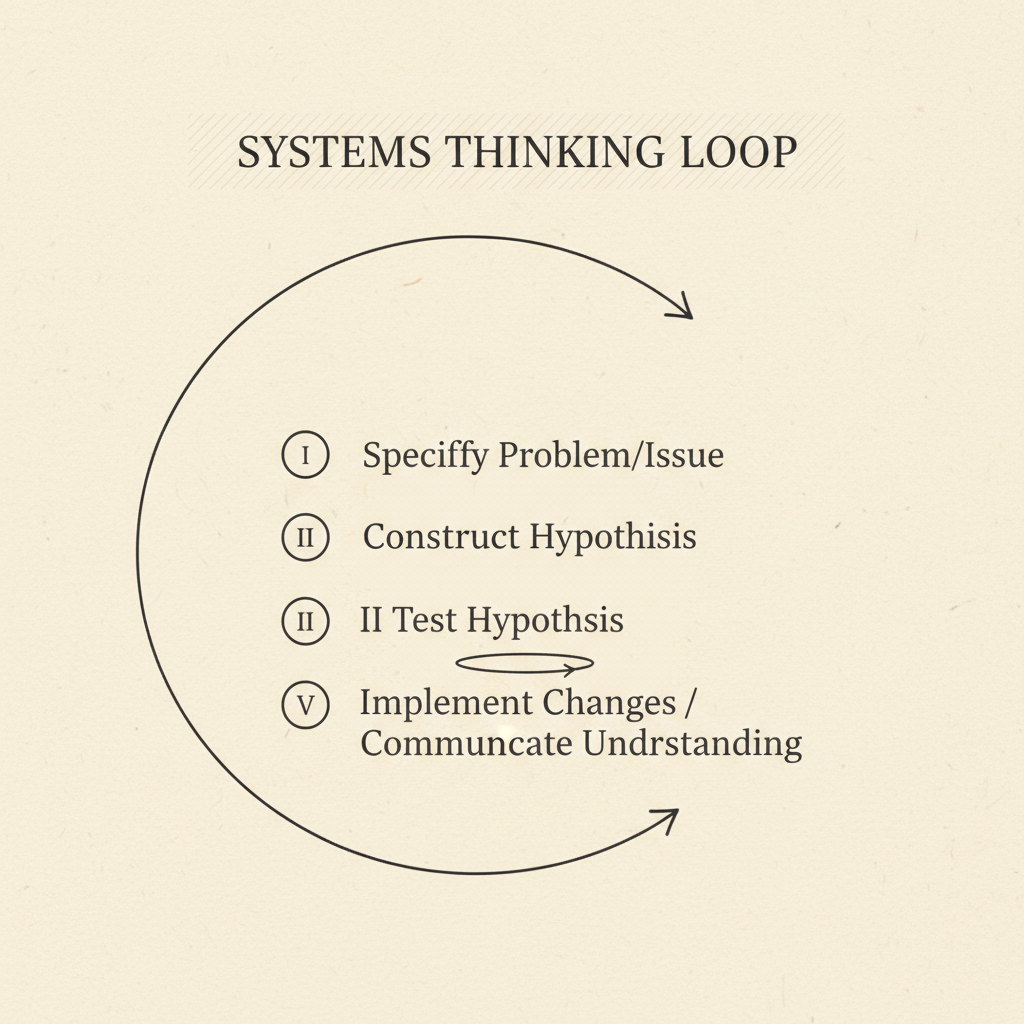 SYSTEMS THINKING LOOP
I Speciffy Problem/Issue
II Construct Hypothisis
II II Test Hypothsis
V Implement Changes /
Communcate Undrstanding